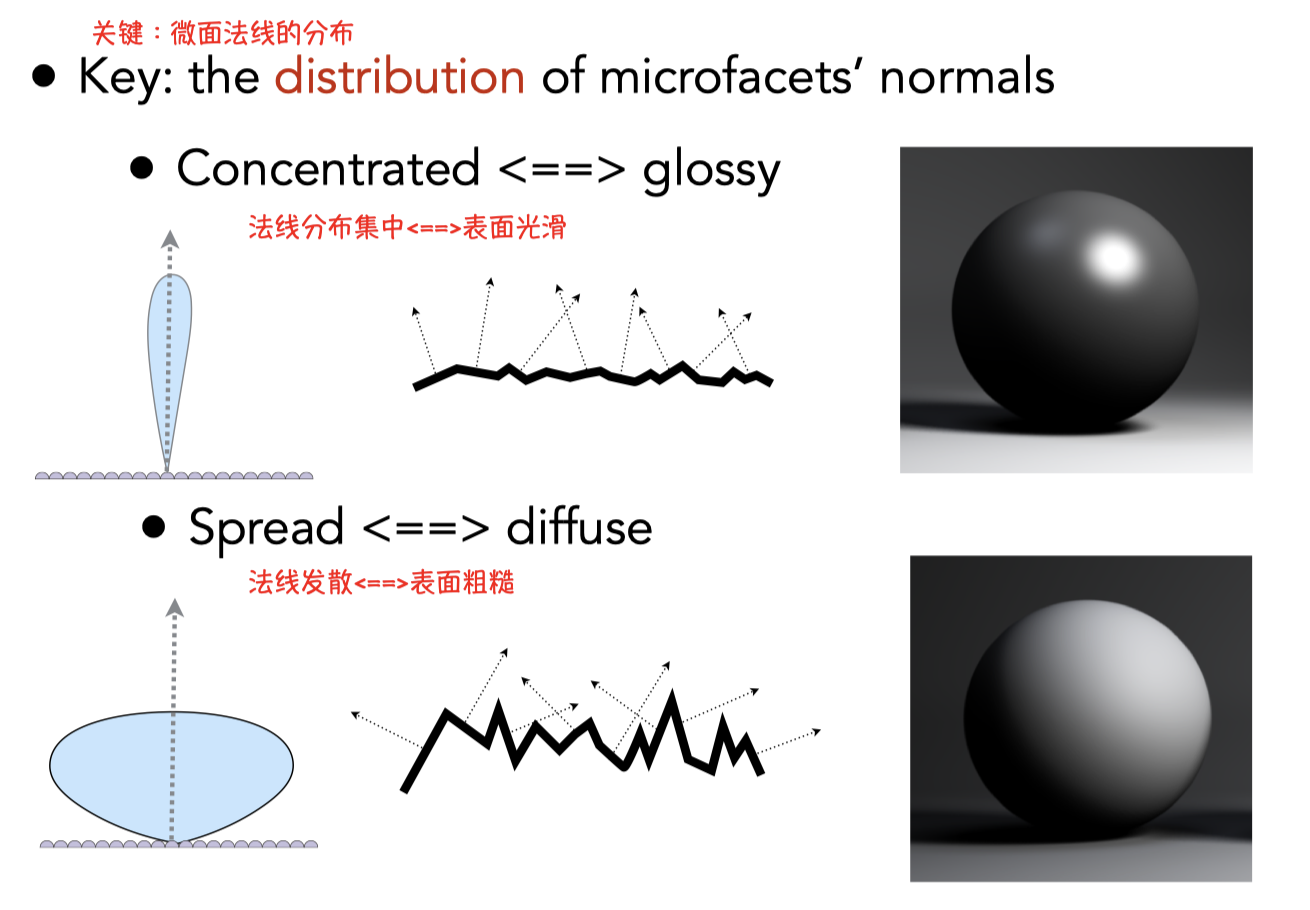 关键：微面法线的分布
• Key: the distribution of microfacets’ normals
• Concentrated <==> glossy
法线分布集中<==>表面光滑
• Spread <==> diffuse
法线发散<==>表面粗糙